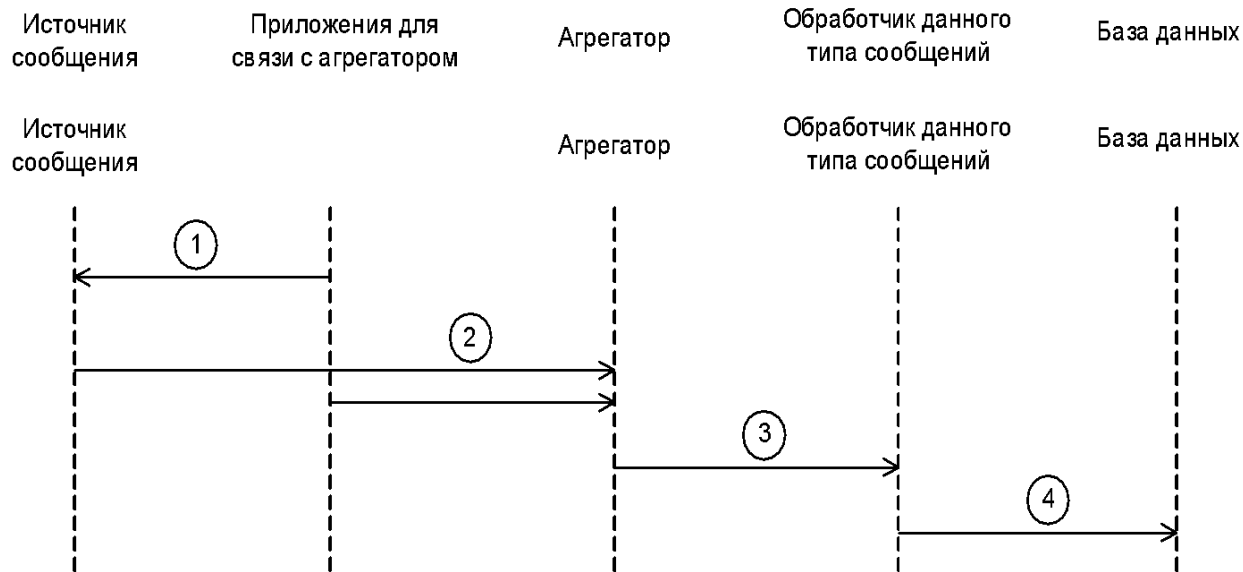 Источник
сообщения
Приложения для
связи с агрегатором
Агрегатор
Обработчик данного
типа сообщений
База данных
Источник
сообщения
Агрегатор
Обработчик данного
типа сообщений
База данных
1
2
3
4